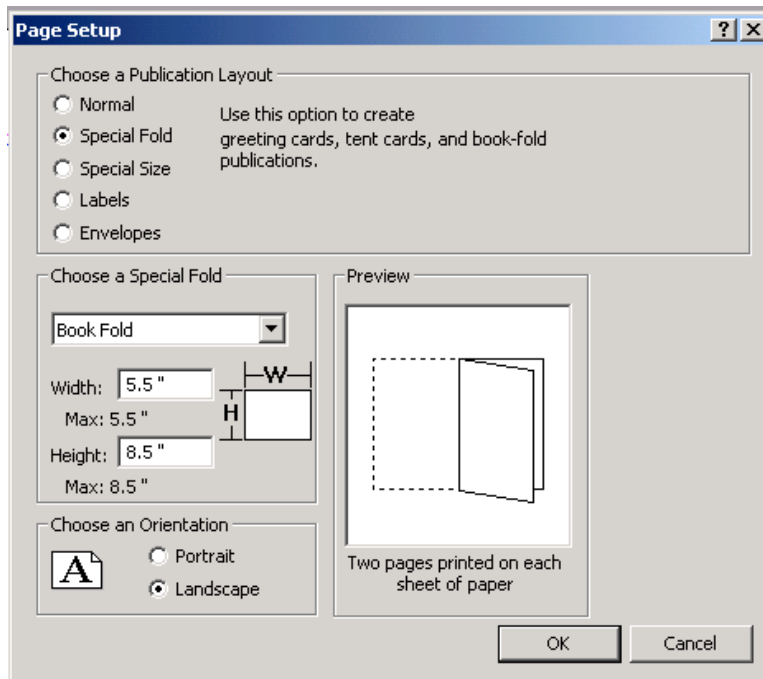 Page Setup
Choose a Publication Layout
Normal
Special Fold
Special Size
Labels
Envelopes
Use this option to create
greeting cards, tent cards, and book-fold
publications.
Choose a Special Fold
Book Fold
Width: 5.5 "
Max: 5.5 "
Height: 8.5 "
Max: 8.5 "
W
H
Preview
Two pages printed on each
sheet of paper
Choose an Orientation
A
Portrait
Landscape
OK
Cancel